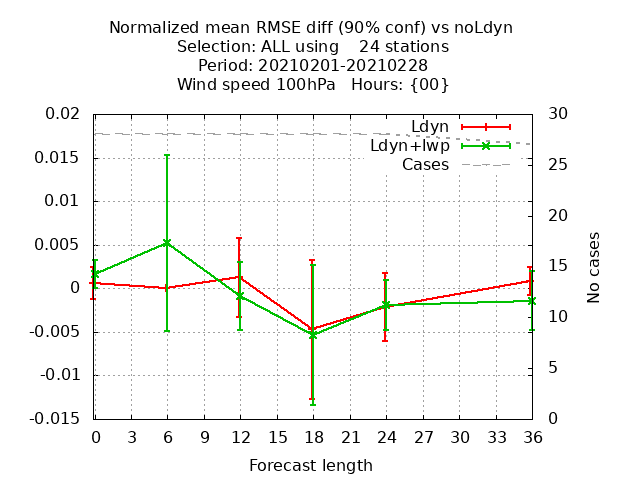 Normalized mean RMSE diff (90% conf) vs noLdyn
Selection: ALL using 24 stations
Period: 20210201-20210228
Wind speed 100hPa Hours: {00}
0.02
0.015
0.01
0.005
0
-0.005
-0.01
-0.015
Ldyn
Ldyn+lwp
Cases
30
25
20
15
10
5
0
No cases
0 3 6 9 12 15 18 21 24 27 30 33 36
Forecast length